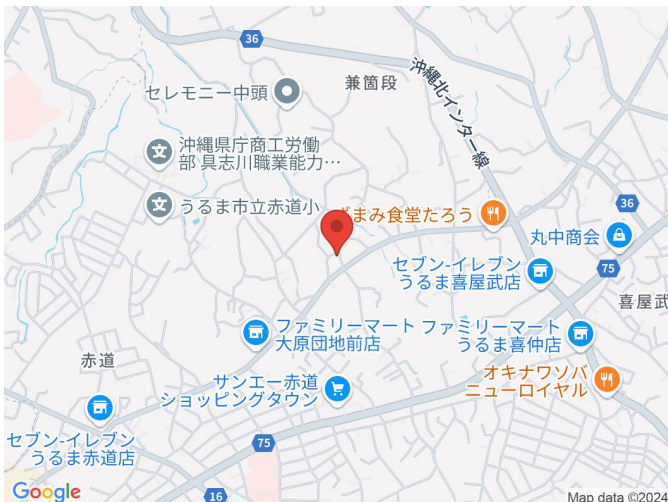 36
沖縄北インター線
兼箇段
セレモニー中頭
沖縄県庁商工労働
部 具志川職業能力…
うるま市立赤道小
ざまみ食堂たろう
36
丸中商会
75
セブン-イレブン
うるま喜屋武店
喜屋武
ファミリーマート
大原団地前店
ファミリーマート
うるま喜仲店
赤道
サンエー赤道
ショッピングタウン
オキナワソバ
ニューロイヤル
セブン-イレブン
うるま赤道店
75
16
Google
Map data ©2024